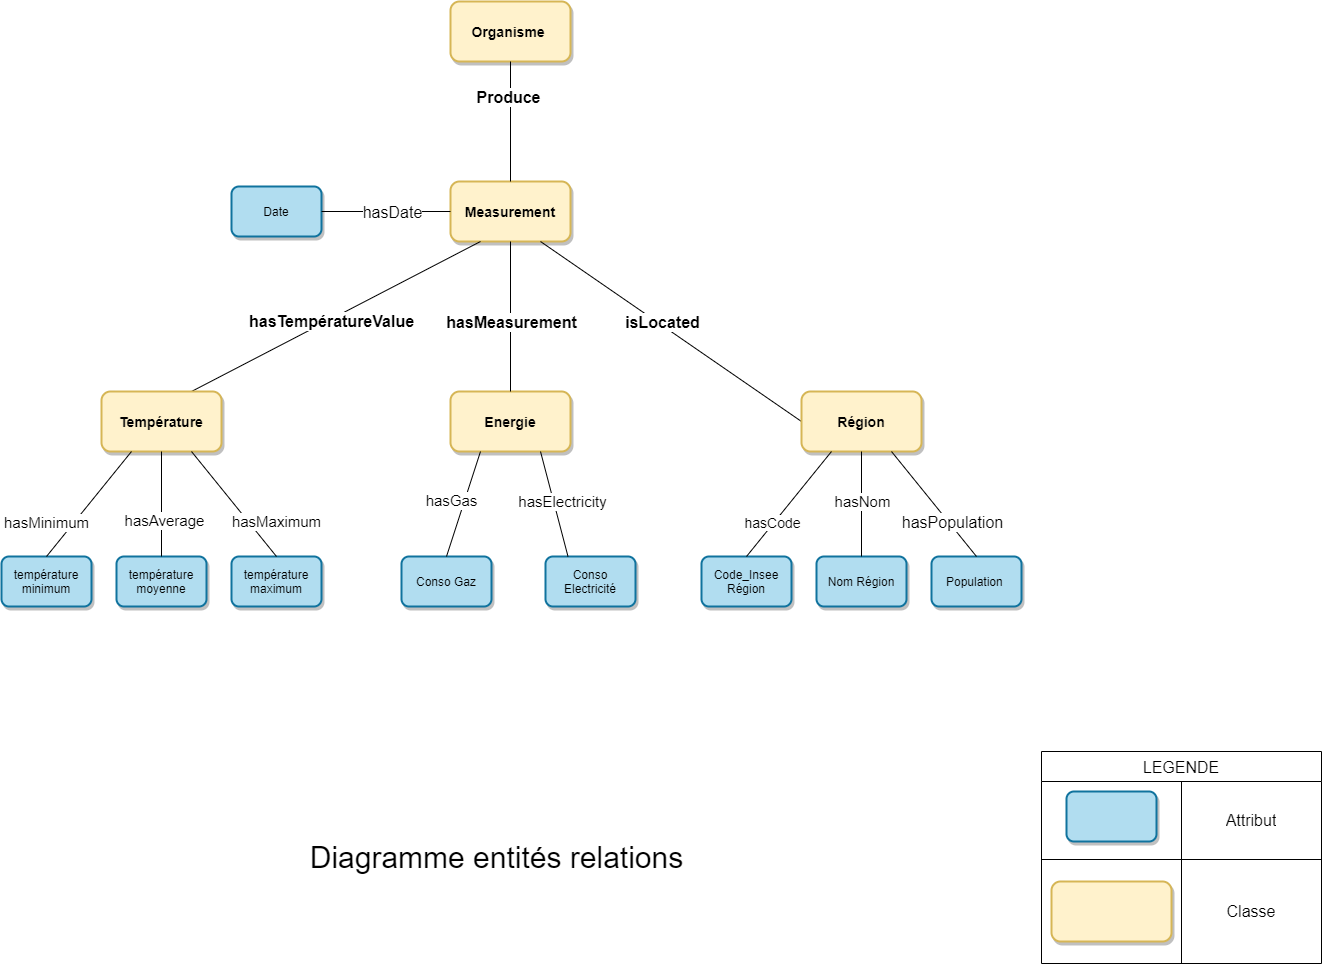 Organisme
Produce
Date
hasDate
Measurement
hasTempératureValue
hasMeasurement
isLocated
Température
Energie
Région
hasMinimum
hasAverage
hasMaximum
hasGas
hasElectricity
hasCode
hasNom
hasPopulation
température
minimum
température
moyenne
température
maximum
Conso Gaz
Conso
Electricité
Code_Insee
Région
Nom Région
Population
LEGENDE
Attribut
Diagramme entités relations
Classe